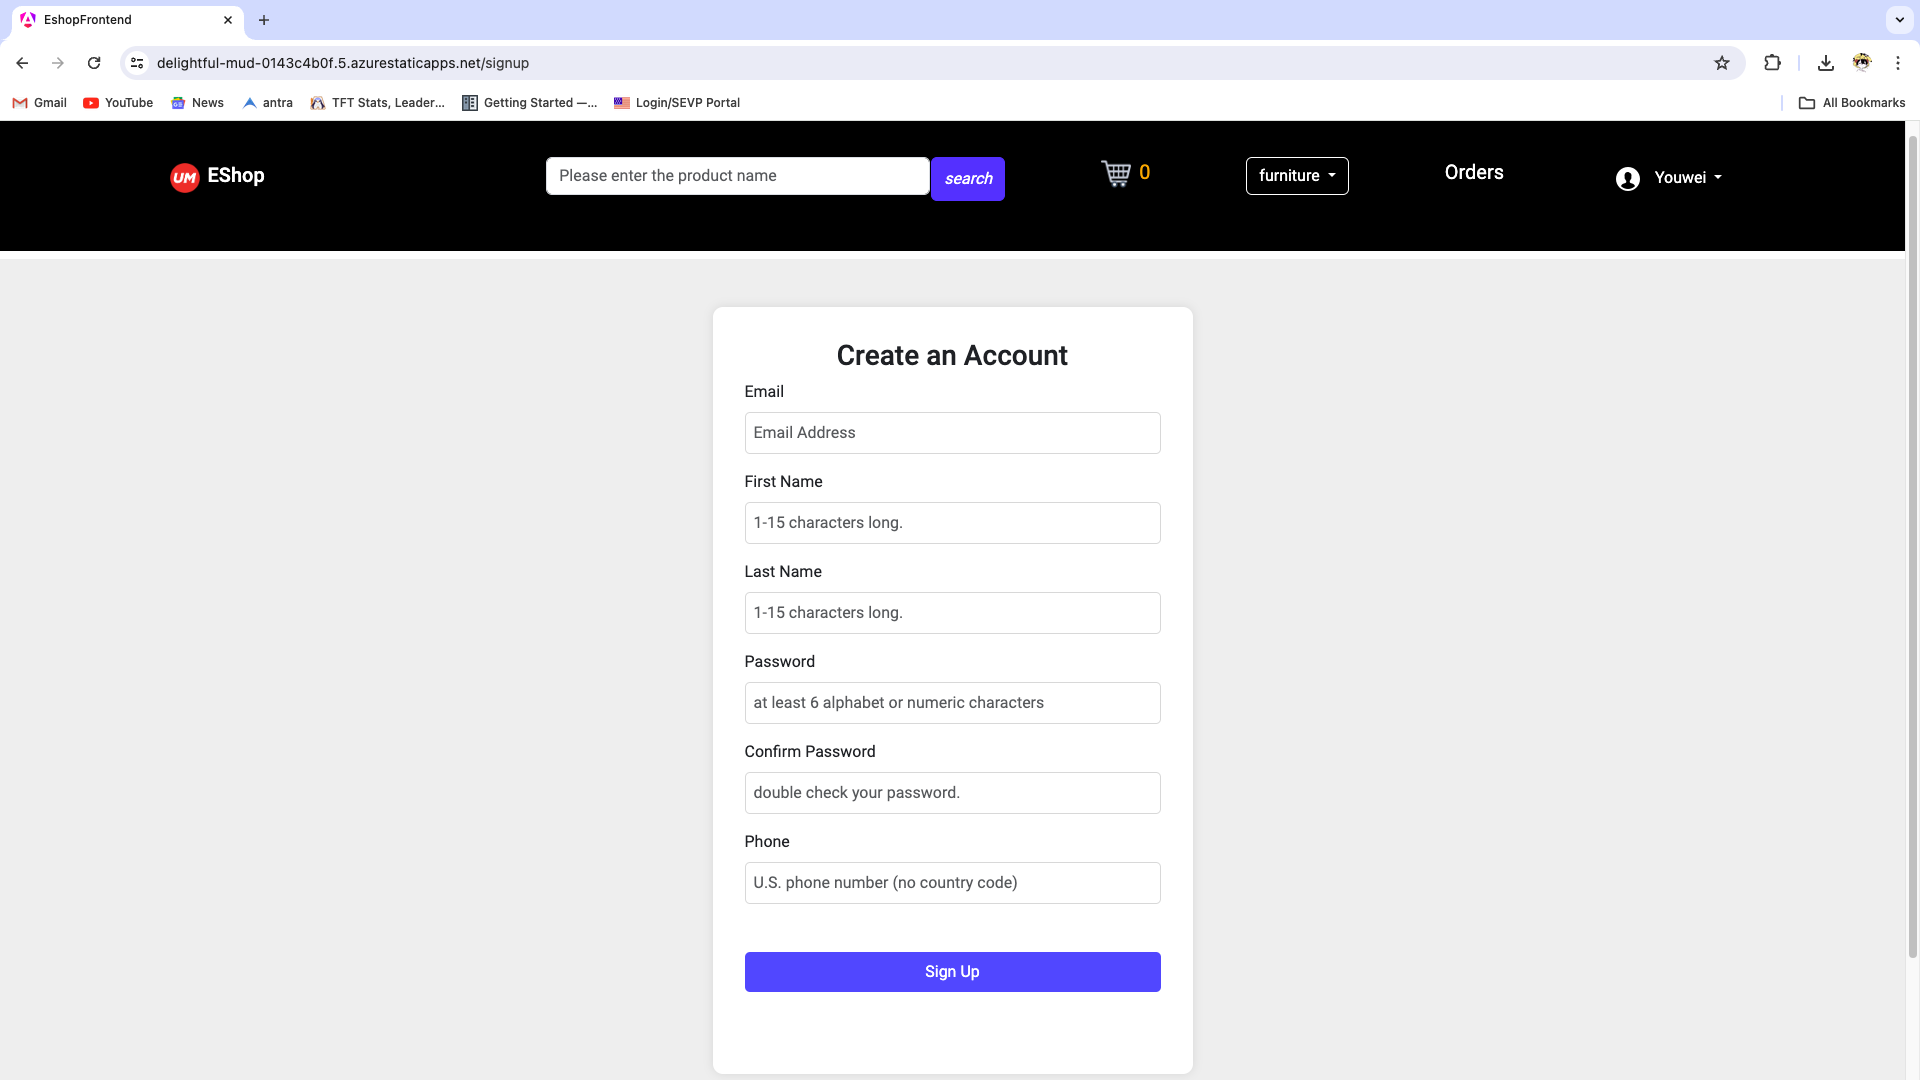 EshopFrontend
delightful-mud-0143c4b0f.5.azurestaticapps.net/signup
Gmail YouTube News antra TFT Stats, Leader... Getting Started —... Login/SEVP Portal All Bookmarks
UM EShop Please enter the product name search 0 furniture Orders Youwei
Create an Account
Email
Email Address
First Name
1-15 characters long.
Last Name
1-15 characters long.
Password
at least 6 alphabet or numeric characters
Confirm Password
double check your password.
Phone
U.S. phone number (no country code)
Sign Up